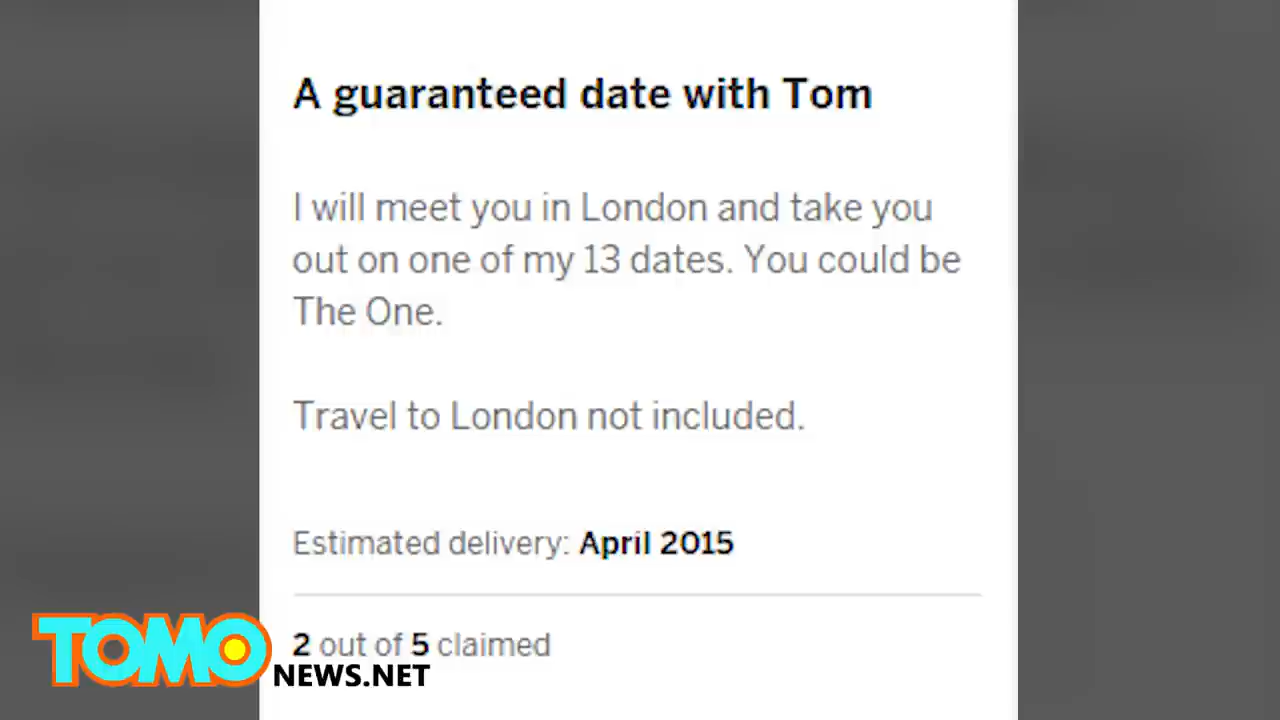 A guaranteed date with Tom
I will meet you in London and take you
out on one of my 13 dates. You could be
The One.
Travel to London not included.
Estimated delivery: April 2015
2 out of 5 claimed
TOMO
NEWS.NET